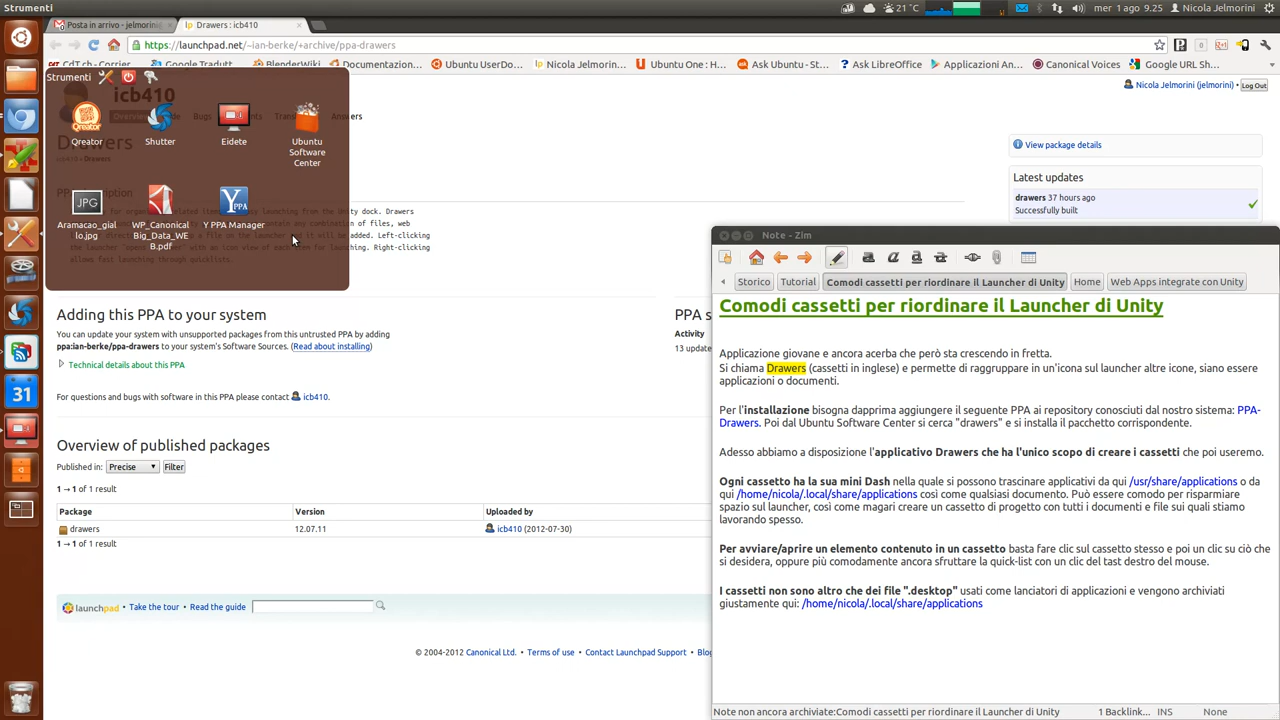 Strumenti
21 °C
mer 1 ago 9.25
Nicola Jelmorini
Posta in arrivo - jelmorini
Drawers : icb410
https://launchpad.net/~ian-berke/+archive/ppa-drawers
CdT.ch - Corrier
Google Tradutt
BlenderWiki
Documentazion...
Ubuntu UserDo...
Nicola Jelmorin...
Ubuntu One : H...
Ask Ubuntu - St...
Ask LibreOffice
Applicazioni An...
Canonical Voices
Google URL Sh...
Nicola Jelmorini (jelmorini)
Log Out
Strumenti
icb410
Overview
Bugs
Answers
Drawers
icb410 » Drawers
Qreator
Shutter
Eidete
Ubuntu
Software
Center
JPG
Aramacao_gial
lo.jpg
WP_Canonical
Big_Data_WE
B.pdf
Y PPA Manager
View package details
Latest updates
drawers 37 hours ago
Successfully built
Adding this PPA to your system
You can update your system with unsupported packages from this untrusted PPA by adding
ppa:ian-berke/ppa-drawers to your system's Software Sources. (Read about installing)
Technical details about this PPA
For questions and bugs with software in this PPA please contact icb410.
PPA s
Activity
13 update
Overview of published packages
Published in: Precise Filter
1 → 1 of 1 result
Package Version Uploaded by
drawers 12.07.11 icb410 (2012-07-30)
1 → 1 of 1 result
launchpad • Take the tour • Read the guide
© 2004-2012 Canonical Ltd. • Terms of use • Contact Launchpad Support • Blog
Note - Zim
Storico
Tutorial
Comodi cassetti per riordinare il Launcher di Unity
Home
Web Apps integrate con Unity
Comodi cassetti per riordinare il Launcher di Unity
Applicazione giovane e ancora acerba che però sta crescendo in fretta.
Si chiama Drawers (cassetti in inglese) e permette di raggruppare in un'icona sul launcher altre icone, siano essere
applicazioni o documenti.
Per l'installazione bisogna dapprima aggiungere il seguente PPA ai repository conosciuti dal nostro sistema: PPA-
Drawers. Poi dal Ubuntu Software Center si cerca "drawers" e si installa il pacchetto corrispondente.
Adesso abbiamo a disposizione l'applicativo Drawers che ha l'unico scopo di creare i cassetti che poi useremo.
Ogni cassetto ha la sua mini Dash nella quale si possono trascinare applicativi da qui /usr/share/applications o da
qui /home/nicola/.local/share/applications così come qualsiasi documento. Può essere comodo per risparmiare
spazio sul launcher, così come magari creare un cassetto di progetto con tutti i documenti e file sui quali stiamo
lavorando spesso.
Per avviare/aprire un elemento contenuto in un cassetto basta fare clic sul cassetto stesso e poi un clic su ciò che
si desidera, oppure più comodamente ancora sfruttare la quick-list con un clic del tast destro del mouse.
I cassetti non sono altro che dei file ".desktop" usati come lanciatori di applicazioni e vengono archiviati
giustamente qui: /home/nicola/.local/share/applications
Note non ancora archiviate:Comodi cassetti per riordinare il Launcher di Unity
1 Backlink...
INS
None